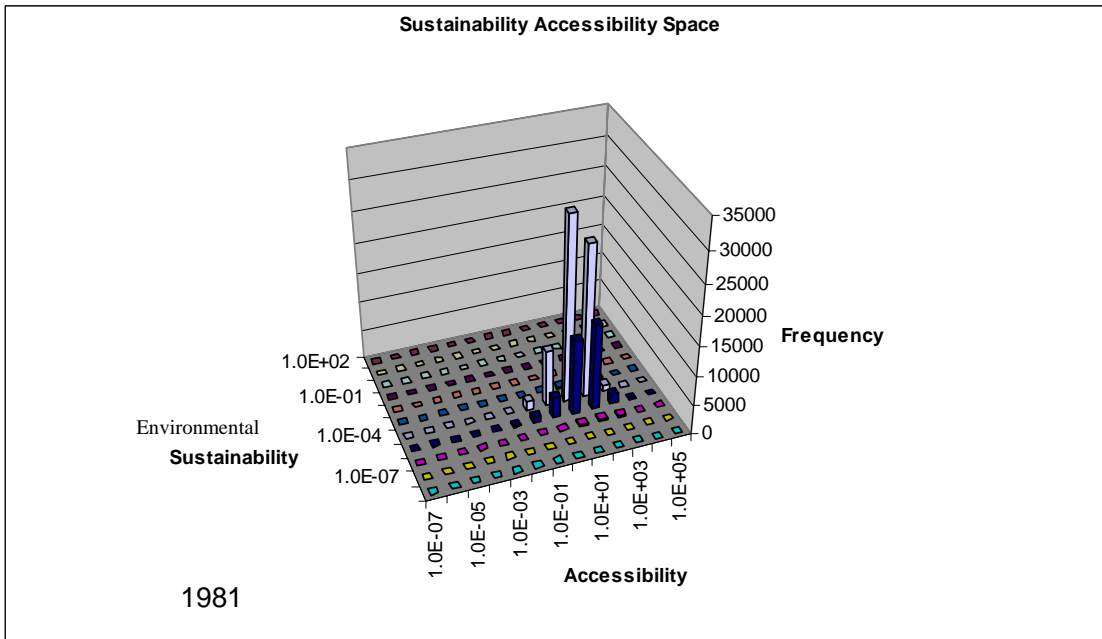 Sustainability Accessibility Space
35000
30000
25000
20000
15000
10000
5000
0
Frequency
1.0E+02
1.0E-01
1.0E-04
1.0E-07
Environmental
Sustainability
1.0E-07
1.0E-05
1.0E-03
1.0E-01
1.0E+01
1.0E+03
1.0E+05
Accessibility
1981